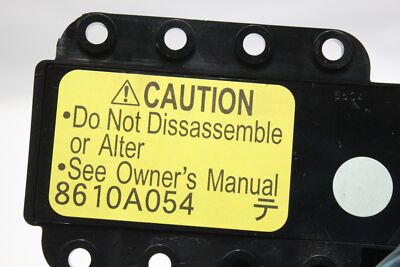 ⚠CAUTION
•Do Not Dissassemble
or Alter
•See Owner's Manual
8610A054 テ